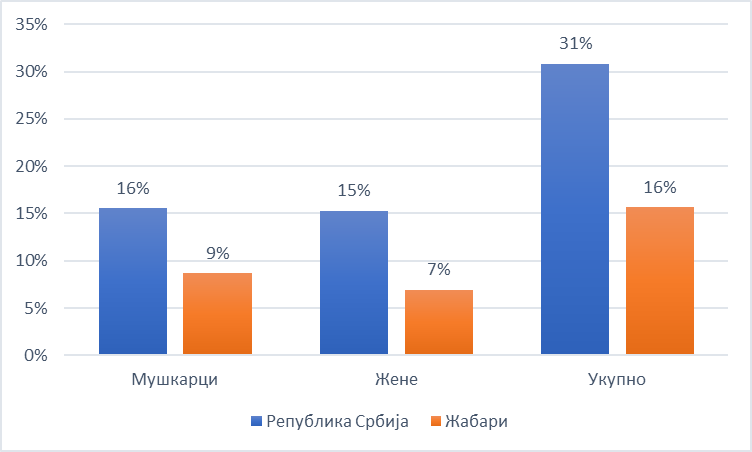 35%
30%
25%
20%
15%
10%
5%
0%
16%
9%
15%
7%
31%
16%
Мушкарци
Жене
Укупно
Република Србија
Жабари